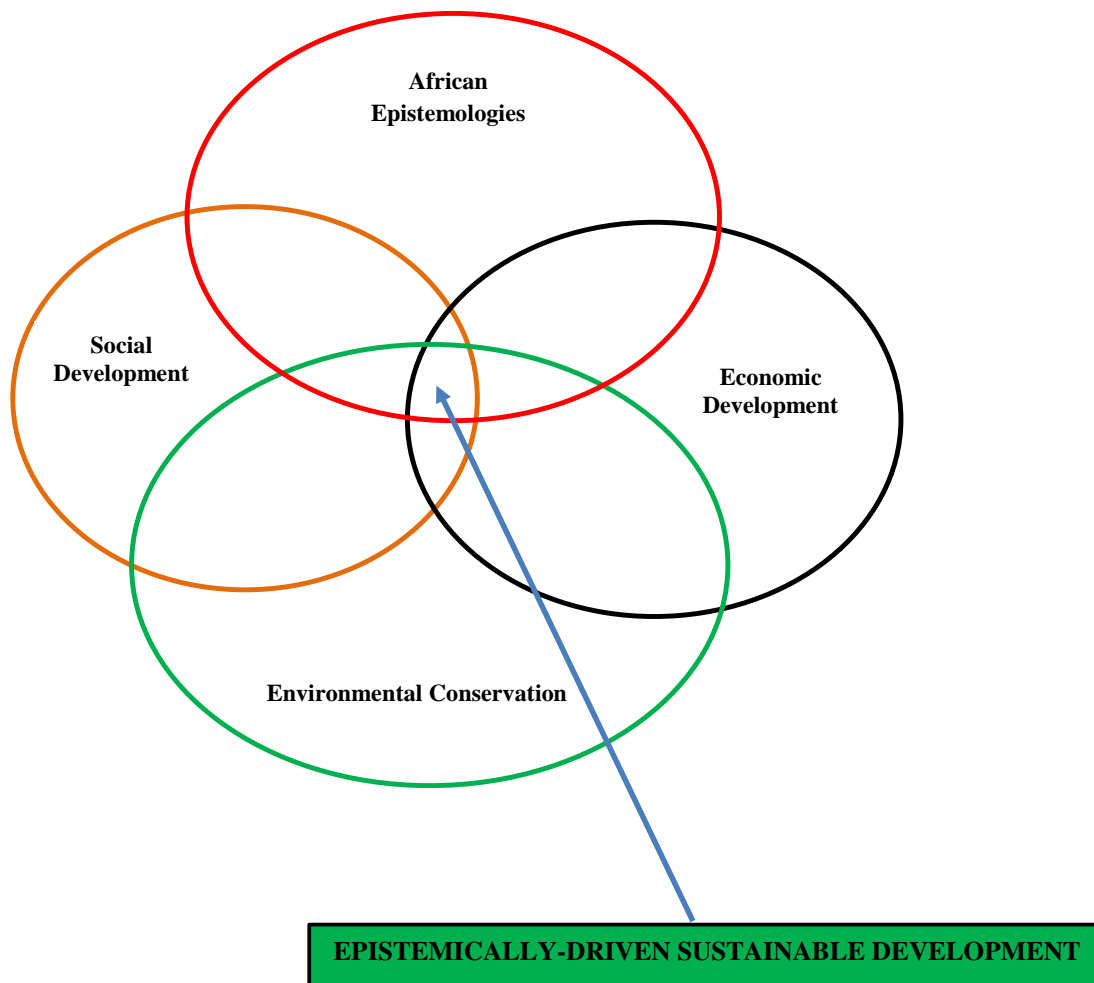 African
Epistemologies
Social
Development
Economic
Development
Environmental Conservation
EPISTEMICALLY-DRIVEN SUSTAINABLE DEVELOPMENT